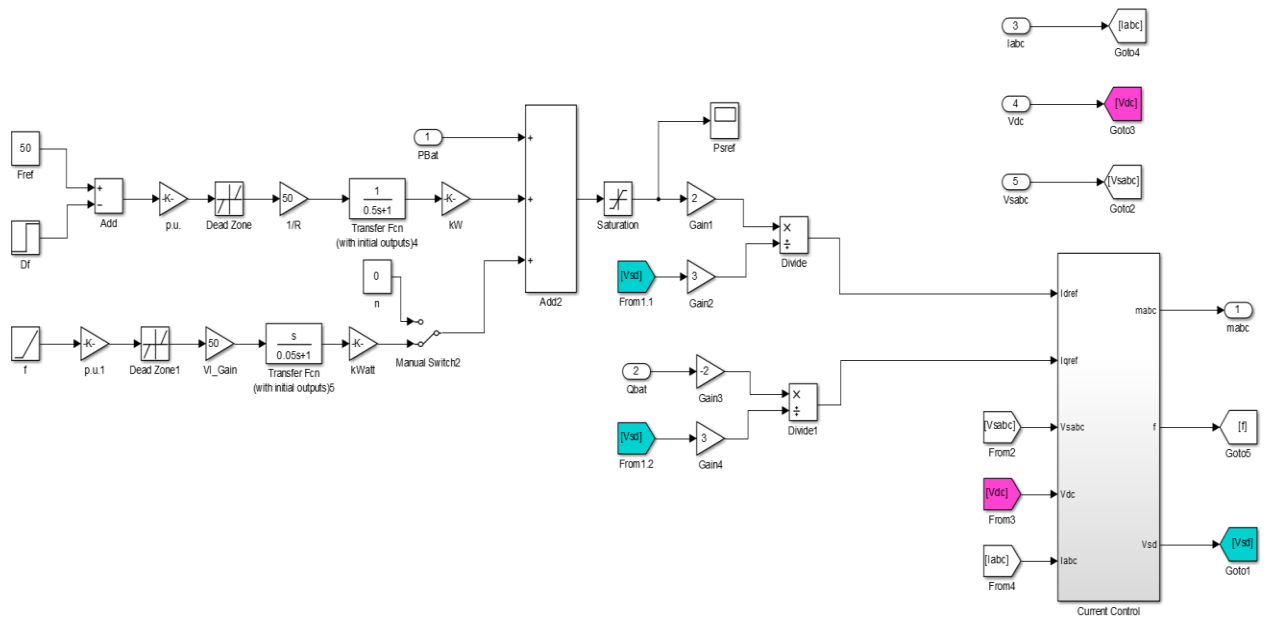 3
Iabc
[Iabc]
Goto4
4
Vdc
[Vdc]
Goto3
5
Vsabc
[Vsabc]
Goto2
50
Fref
Df
+
−
Add
-K-
p.u.
Dead Zone
50
1/R
1
0.5s+1
Transfer Fcn
(with initial outputs)4
-K-
kW
1
PBat
+
+
+
Add2
Saturation
Psref
2
Gain1
[Vsd]
From1.1
3
Gain2
×
÷
Divide
0
n
Manual Switch2
f
-K-
p.u.1
Dead Zone1
50
VI_Gain
s
0.05s+1
Transfer Fcn
(with initial outputs)5
-K-
kWatt
2
Qbat
-2
Gain3
[Vsd]
From1.2
3
Gain4
×
÷
Divide1
Idref
Iqref
Vsabc
Vdc
Iabc
mabc
f
Vsd
Current Control
[Vsabc]
From2
[Vdc]
From3
[Iabc]
From4
1
mabc
[f]
Goto5
[Vsd]
Goto1